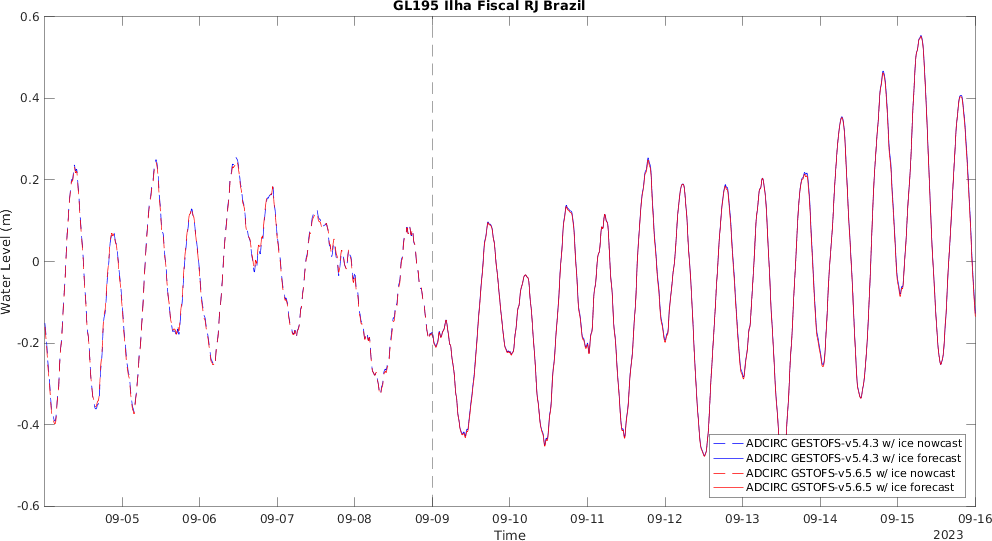 GL195 Ilha Fiscal RJ Brazil
0.6
0.4
0.2
0
-0.2
-0.4
-0.6
Water Level (m)
ADCIRC GESTOFS-v5.4.3 w/ ice nowcast
ADCIRC GESTOFS-v5.4.3 w/ ice forecast
ADCIRC GSTOFS-v5.6.5 w/ ice nowcast
ADCIRC GSTOFS-v5.6.5 w/ ice forecast
09-05 09-06 09-07 09-08 09-09 09-10 09-11 09-12 09-13 09-14 09-15 09-16
Time
2023